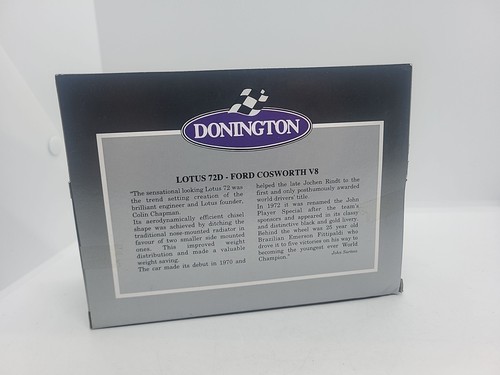 DONINGTON
LOTUS 72D - FORD COSWORTH V8
"The sensational looking Lotus 72 was
the trend setting creation of the
brilliant engineer and Lotus founder,
Colin Chapman.
Its aerodynamically efficient chisel
shape was achieved by ditching the
traditional nose-mounted radiator in
favour of two smaller side mounted
ones. This improved weight
distribution and made a valuable
weight saving.
The car made its debut in 1970 and
helped the late Jochen Rindt to the
first and only posthumously awarded
world drivers' title.
In 1972 it was renamed the John
Player Special after the team's
sponsors and appeared in its classy
and distinctive black and gold livery.
Behind the wheel was 25 year old
Brazilian Emerson Fittipaldi who
drove it to five victories on his way to
becoming the youngest ever World
Champion."